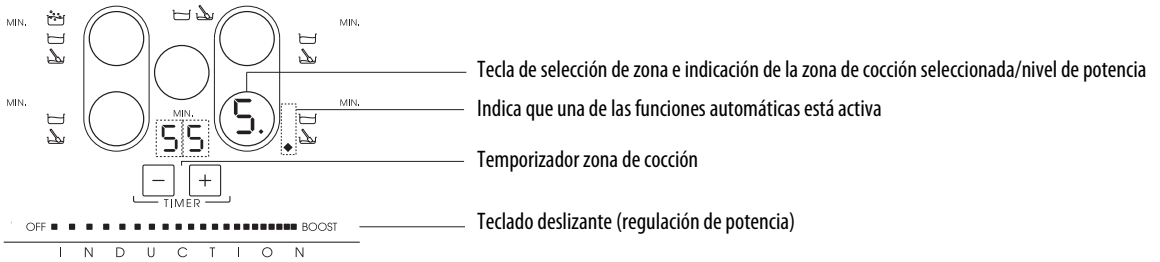 MIN.
MIN.
Tecla de selección de zona e indicación de la zona de cocción seleccionada/nivel de potencia
MIN.
MIN.
Indica que una de las funciones automáticas está activa
MIN.
5.
55
Temporizador zona de cocción
− +
TIMER
OFF BOOST
Teclado deslizante (regulación de potencia)
I N D U C T I O N